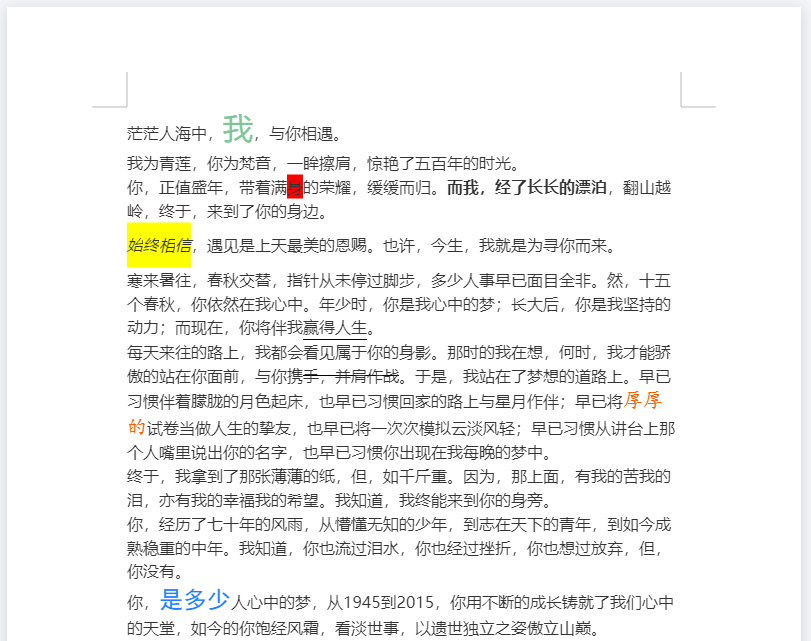 茫茫人海中，我，与你相遇。
我为青莲，你为梵音，一眸擦肩，惊艳了五百年的时光。
你，正值盛年，带着满身的荣耀，缓缓而归。而我，经了长长的漂泊，翻山越
岭，终于，来到了你的身边。
始终相信，遇见是上天最美的恩赐。也许，今生，我就是为寻你而来。
寒来暑往，春秋交替，指针从未停过脚步，多少人事早已面目全非。然，十五
个春秋，你依然在我心中。年少时，你是我心中的梦；长大后，你是我坚持的
动力；而现在，你将伴我赢得人生。
每天来往的路上，我都会看见属于你的身影。那时的我在想，何时，我才能骄
傲的站在你面前，与你携手，并肩作战。于是，我站在了梦想的道路上。早已
习惯伴着朦胧的月色起床，也早已习惯回家的路上与星月作伴；早已将厚厚
的试卷当做人生的挚友，也早已将一次次模拟云淡风轻；早已习惯从讲台上那
个人嘴里说出你的名字，也早已习惯你出现在我每晚的梦中。
终于，我拿到了那张薄薄的纸，但，如千斤重。因为，那上面，有我的苦我的
泪，亦有我的幸福我的希望。我知道，我终能来到你的身旁。
你，经历了七十年的风雨，从懵懂无知的少年，到志在天下的青年，到如今成
熟稳重的中年。我知道，你也流过泪水，你也经过挫折，你也想过放弃，但，
你没有。
你，是多少人心中的梦，从1945到2015，你用不断的成长铸就了我们心中
的天堂，如今的你饱经风霜，看淡世事，以遗世独立之姿傲立山巅。